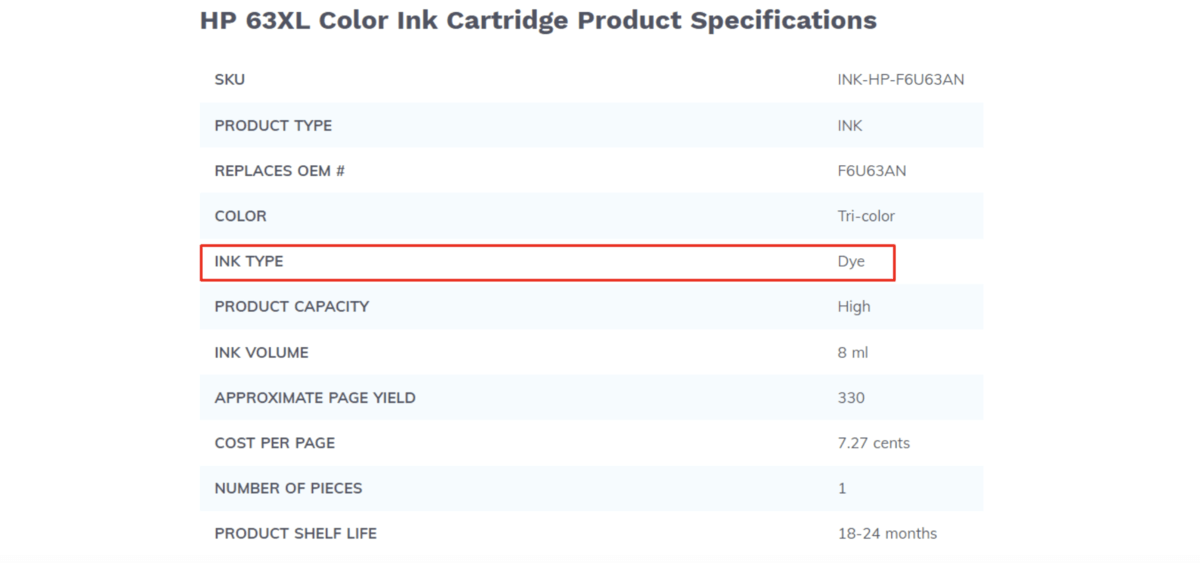 HP 63XL Color Ink Cartridge Product Specifications
SKU INK-HP-F6U63AN
PRODUCT TYPE INK
REPLACES OEM # F6U63AN
COLOR Tri-color
INK TYPE Dye
PRODUCT CAPACITY High
INK VOLUME 8 ml
APPROXIMATE PAGE YIELD 330
COST PER PAGE 7.27 cents
NUMBER OF PIECES 1
PRODUCT SHELF LIFE 18-24 months